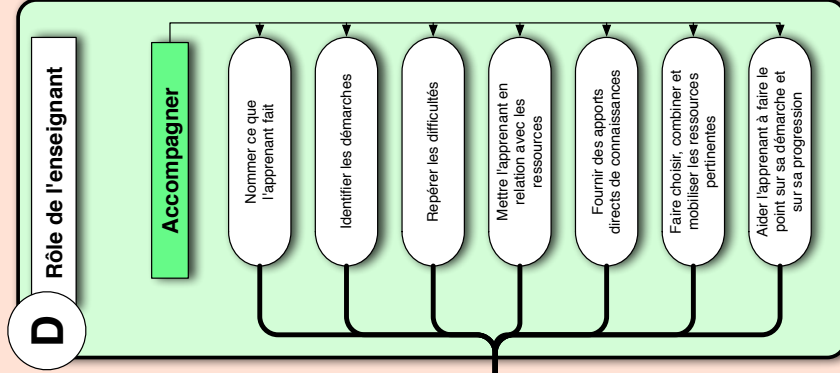 D
Rôle de l'enseignant
Accompagner
Nommer ce que
l'apprenant fait
Identifier les démarches
Repérer les difficultés
Mettre l'apprenant en
relation avec les
ressources
Fournir des apports
directs de connaissances
Faire choisir, combiner et
mobiliser les ressources
pertinentes
Aider l'apprenant à faire le
point sur sa démarche et
sur sa progression